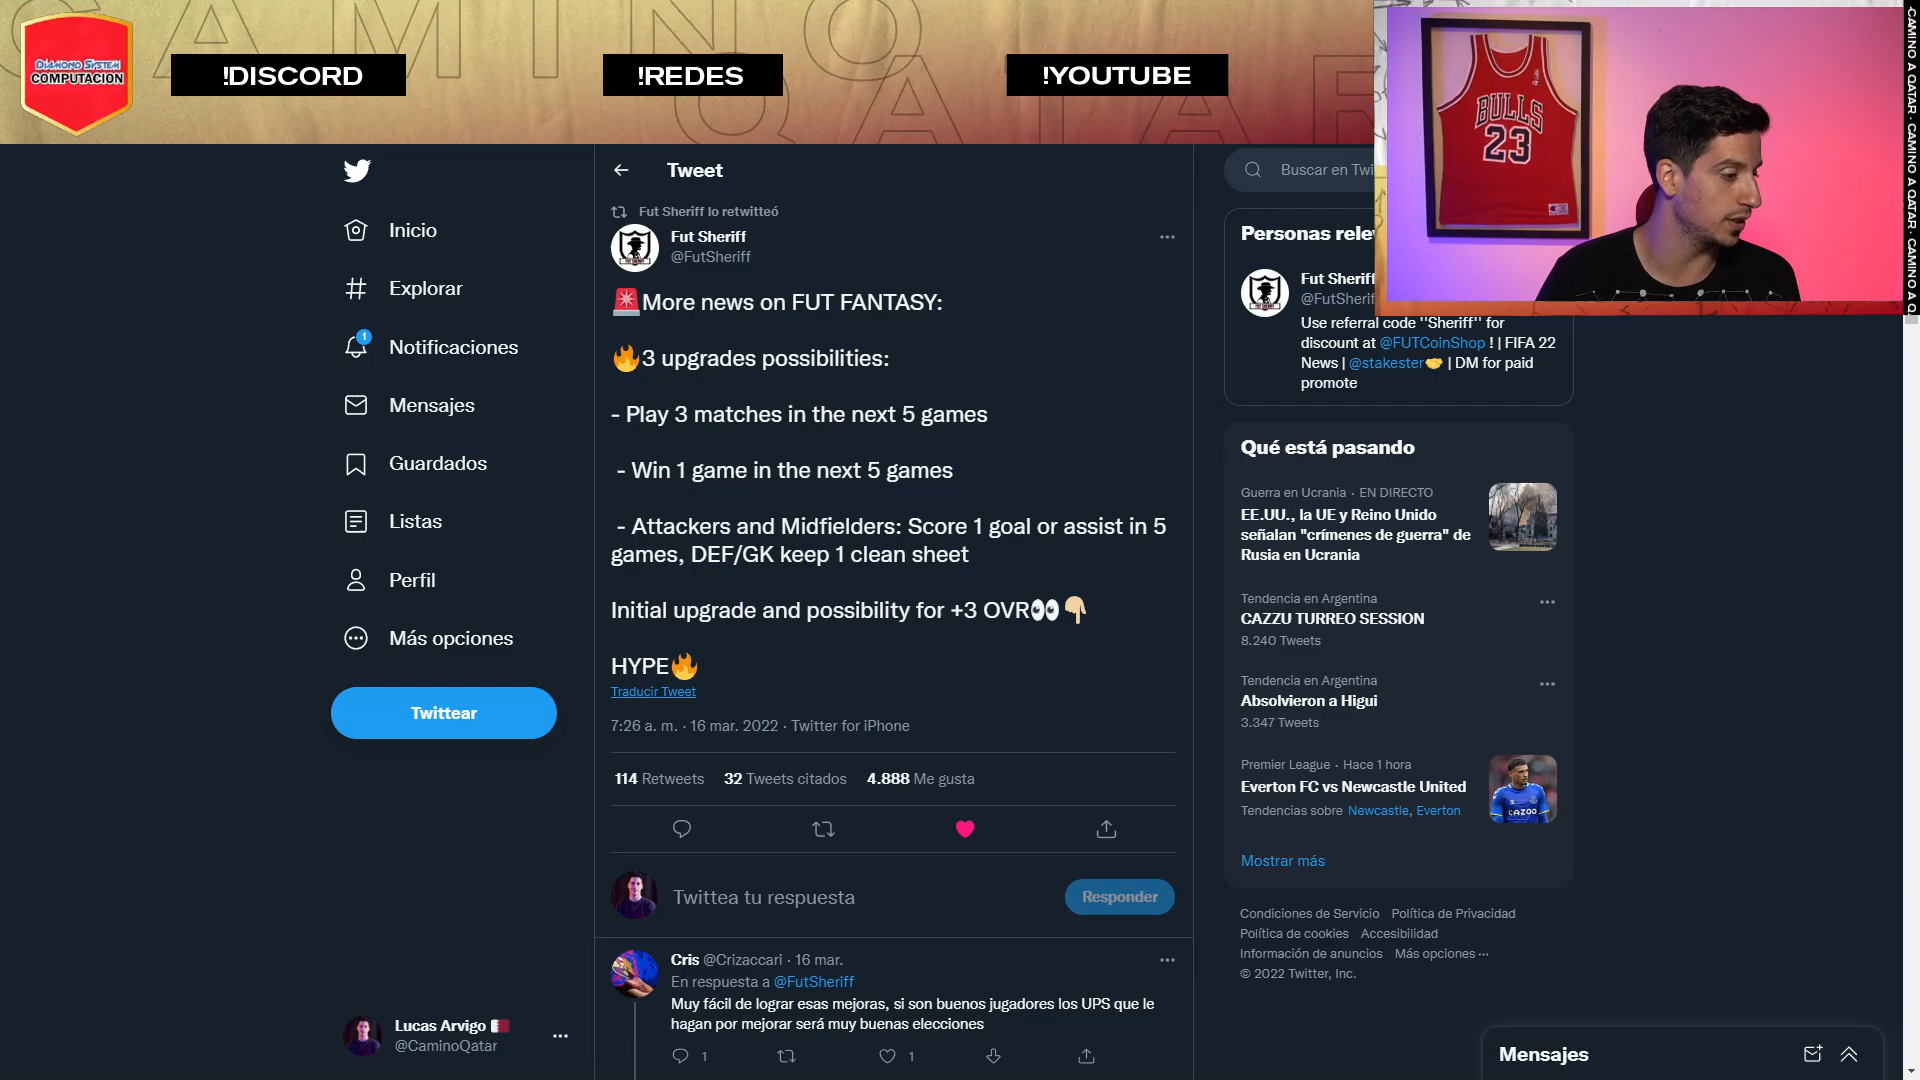 CAMINO
A QATAR
DIAMOND SYSTEM
COMPUTACION
!DISCORD
!REDES
!YOUTUBE
BULLS
23
CAMINO A QATAR · CAMINO A QATAR · CAMINO A Q
Inicio
Explorar
1
Notificaciones
Mensajes
Guardados
Listas
Perfil
Más opciones
Twittear
Lucas Arvigo
@CaminoQatar
Tweet
Fut Sheriff lo retwitteó
Fut Sheriff
@FutSheriff
🚨More news on FUT FANTASY:
🔥3 upgrades possibilities:
- Play 3 matches in the next 5 games
- Win 1 game in the next 5 games
- Attackers and Midfielders: Score 1 goal or assist in 5
games, DEF/GK keep 1 clean sheet
Initial upgrade and possibility for +3 OVR👀👇🏼
HYPE🔥
Traducir Tweet
7:26 a. m. · 16 mar. 2022 · Twitter for iPhone
114 Retweets 32 Tweets citados 4.888 Me gusta
Twittea tu respuesta
Responder
Cris @Crizaccari · 16 mar.
En respuesta a @FutSheriff
Muy fácil de lograr esas mejoras, si son buenos jugadores los UPS que le
hagan por mejorar será muy buenas elecciones
1
1
Buscar en Twi
Personas rele
Fut Sheriff
@FutSherif
Use referral code ''Sheriff'' for
discount at @FUTCoinShop ! | FIFA 22
News | @stakester🤝 | DM for paid
promote
Qué está pasando
Guerra en Ucrania · EN DIRECTO
EE.UU., la UE y Reino Unido
señalan "crímenes de guerra" de
Rusia en Ucrania
Tendencia en Argentina
CAZZU TURREO SESSION
8.240 Tweets
Tendencia en Argentina
Absolvieron a Higui
3.347 Tweets
Premier League · Hace 1 hora
Everton FC vs Newcastle United
Tendencias sobre Newcastle, Everton
CAZOO
Mostrar más
Condiciones de Servicio Política de Privacidad
Política de cookies Accesibilidad
Información de anuncios Más opciones ···
© 2022 Twitter, Inc.
Mensajes